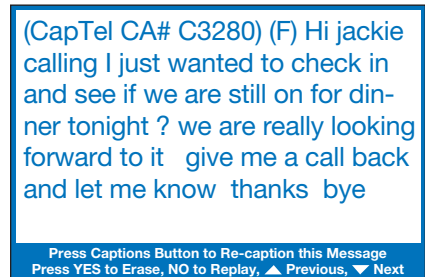 (CapTel CA# C3280) (F) Hi jackie
calling I just wanted to check in
and see if we are still on for din-
ner tonight ? we are really looking
forward to it   give me a call back
and let me know  thanks  bye
Press Captions Button to Re-caption this Message
Press YES to Erase, NO to Replay, ▲ Previous, ▼ Next